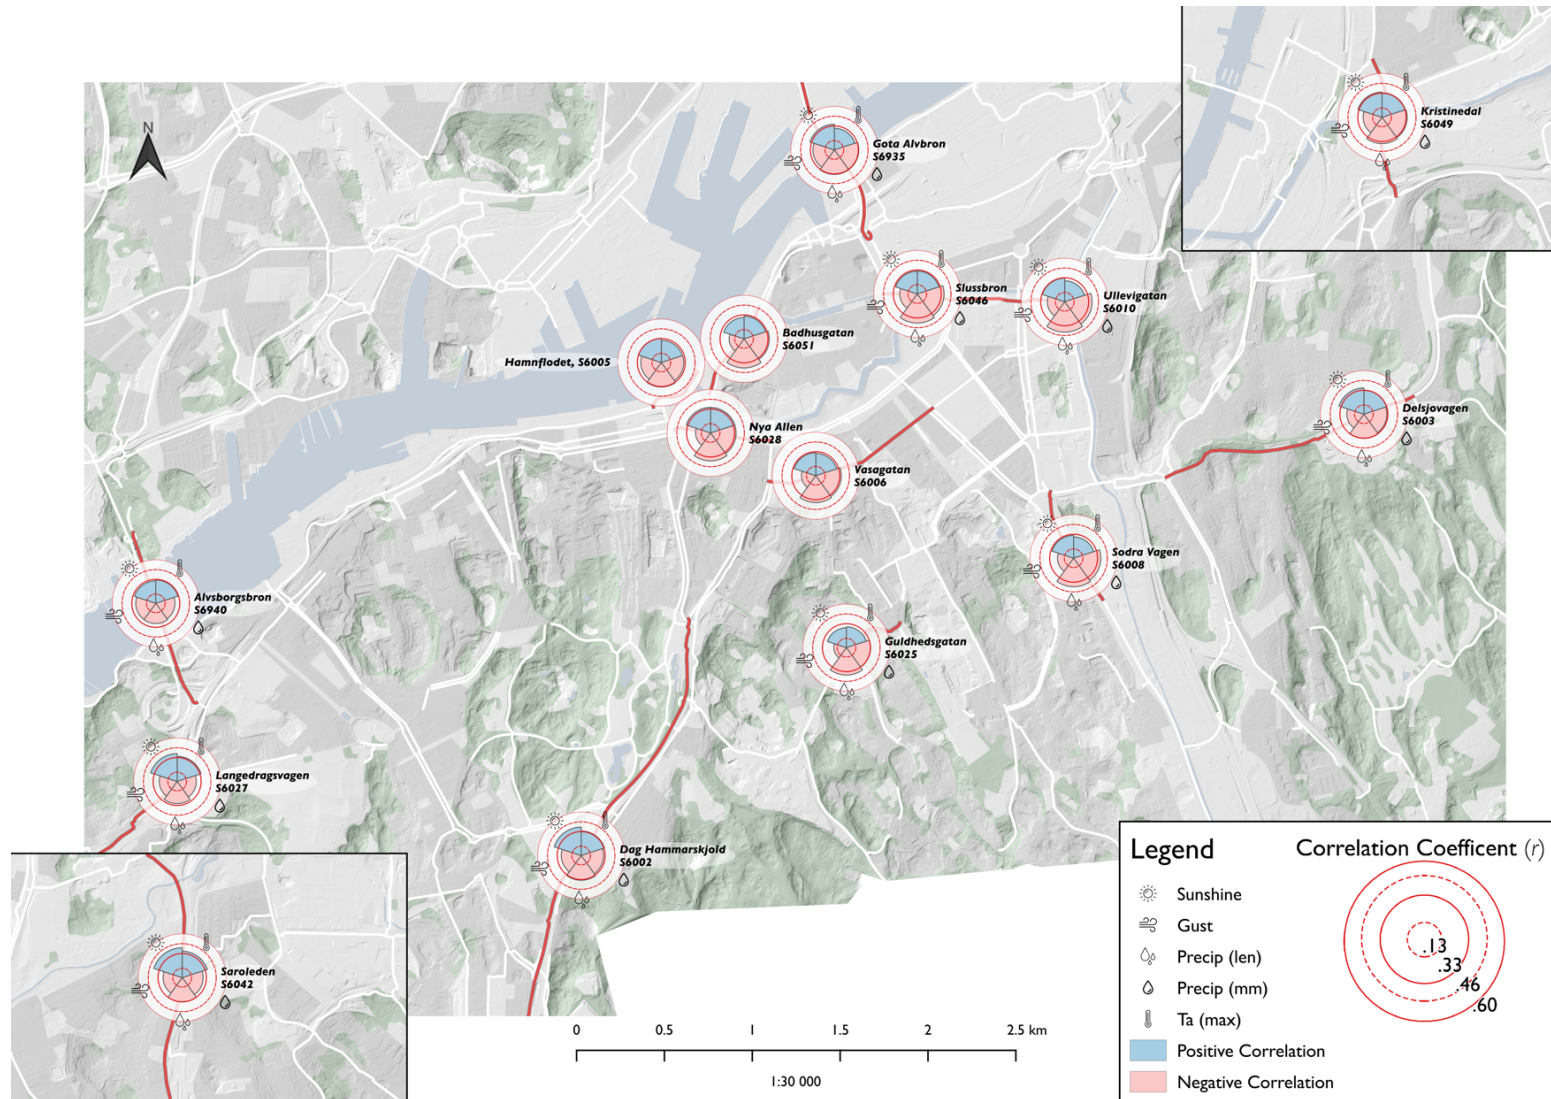 N
Kristinedal
S6049
Gota Alvbron
S6935
Slussbron
S6046
Ullevigatan
S6010
Badhusgatan
S6051
Hamnflodet, S6005
Nya Allen
S6028
Vasagatan
S6006
Delsjovagen
S6003
Sodra Vagen
S6008
Alvsborgsbron
S6940
Guldhedsgatan
S6025
Langedragsvagen
S6027
Dag Hammarskjold
S6002
Saroleden
S6042
0 0.5 1 1.5 2 2.5 km
1:30 000
Legend
Sunshine
Gust
Precip (len)
Precip (mm)
Ta (max)
Positive Correlation
Negative Correlation
Correlation Coefficent (r)
.13
.33
.46
.60